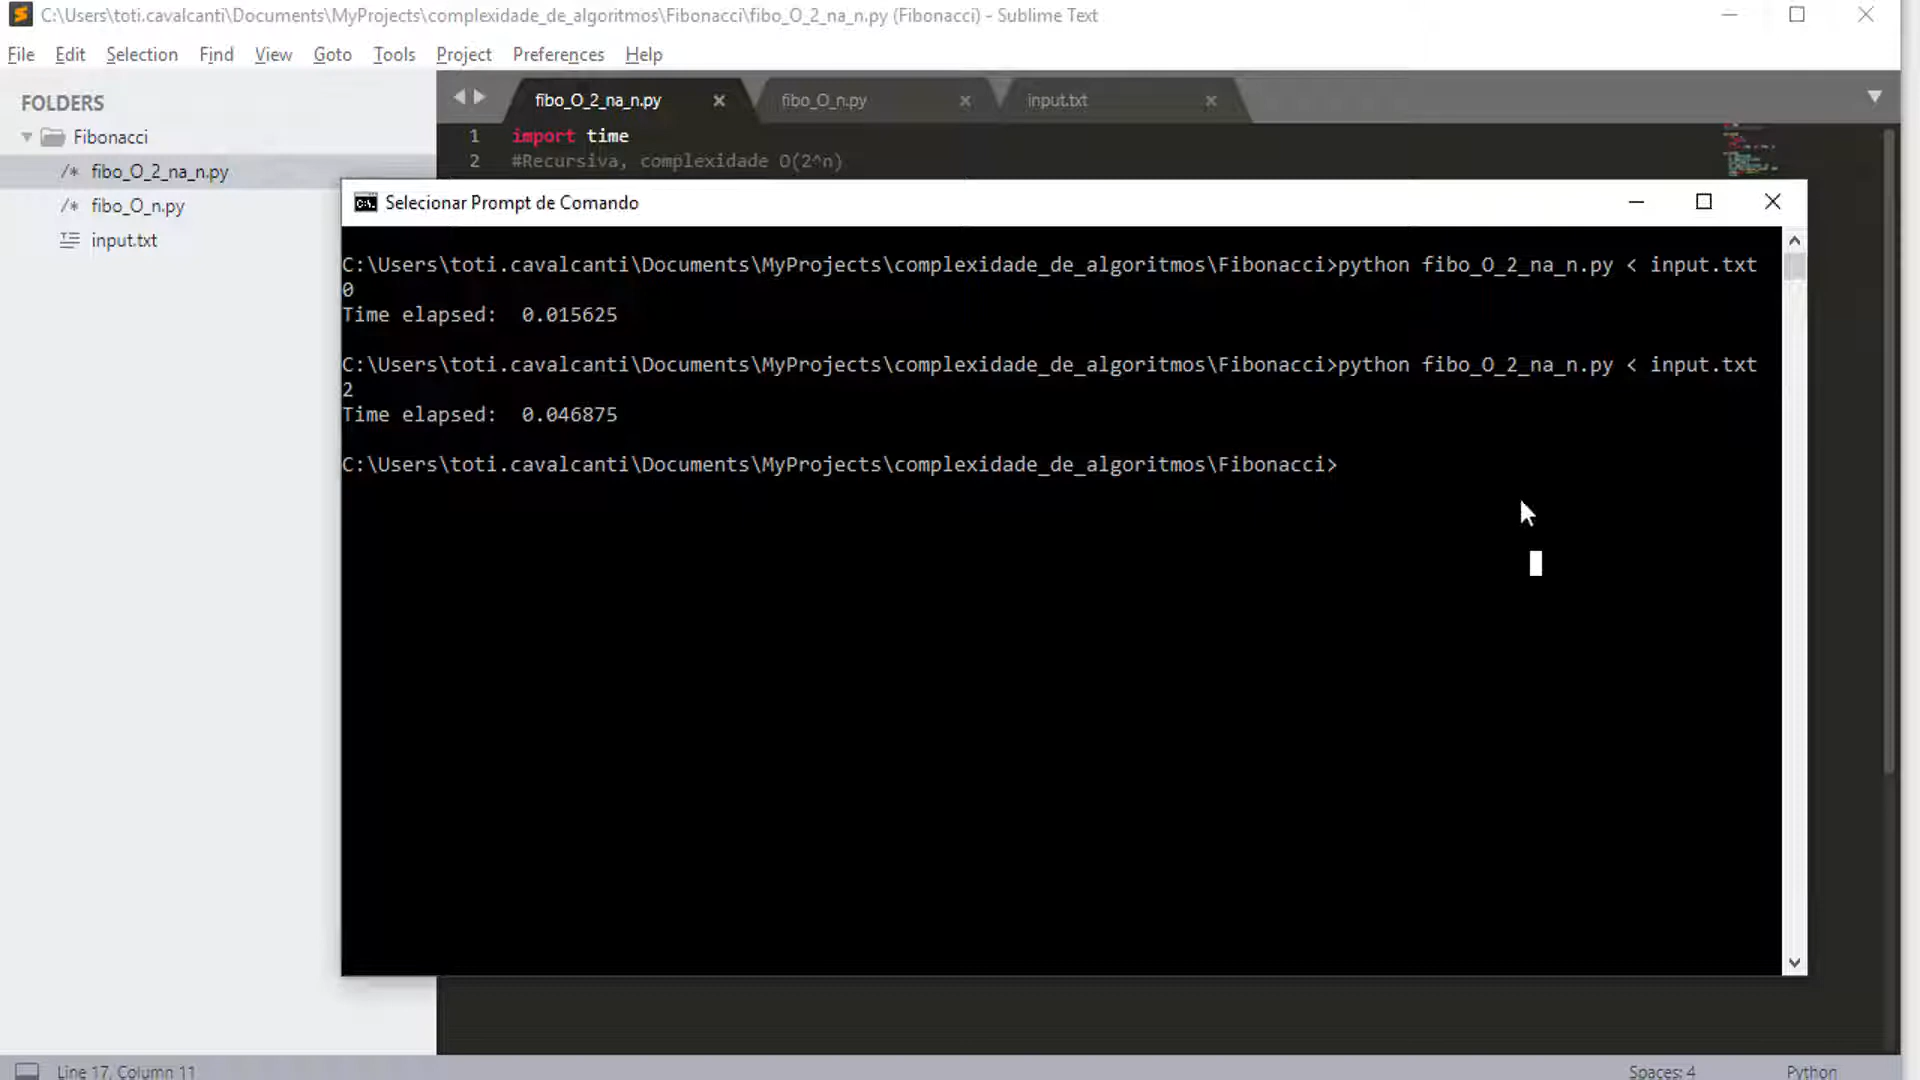 C:\Users\toti.cavalcanti\Documents\MyProjects\complexidade_de_algoritmos\Fibonacci\fibo_O_2_na_n.py (Fibonacci) - Sublime Text
File Edit Selection Find View Goto Tools Project Preferences Help
FOLDERS
Fibonacci
/* fibo_O_2_na_n.py
/* fibo_O_n.py
input.txt
fibo_O_2_na_n.py × fibo_O_n.py × input.txt ×
1 import time
2 #Recursiva, complexidade O(2^n)
Selecionar Prompt de Comando
C:\Users\toti.cavalcanti\Documents\MyProjects\complexidade_de_algoritmos\Fibonacci>python fibo_O_2_na_n.py < input.txt
0
Time elapsed:  0.015625
C:\Users\toti.cavalcanti\Documents\MyProjects\complexidade_de_algoritmos\Fibonacci>python fibo_O_2_na_n.py < input.txt
2
Time elapsed:  0.046875
C:\Users\toti.cavalcanti\Documents\MyProjects\complexidade_de_algoritmos\Fibonacci>
Line 17, Column 11
Spaces: 4
Python